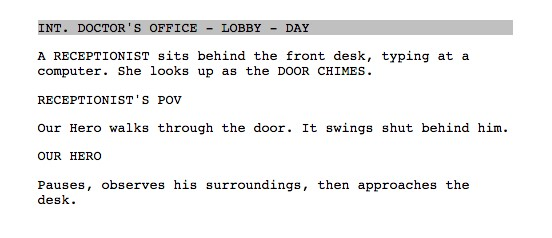 INT. DOCTOR'S OFFICE – LOBBY – DAY
A RECEPTIONIST sits behind the front desk, typing at a
computer. She looks up as the DOOR CHIMES.
RECEPTIONIST'S POV
Our Hero walks through the door. It swings shut behind him.
OUR HERO
Pauses, observes his surroundings, then approaches the
desk.